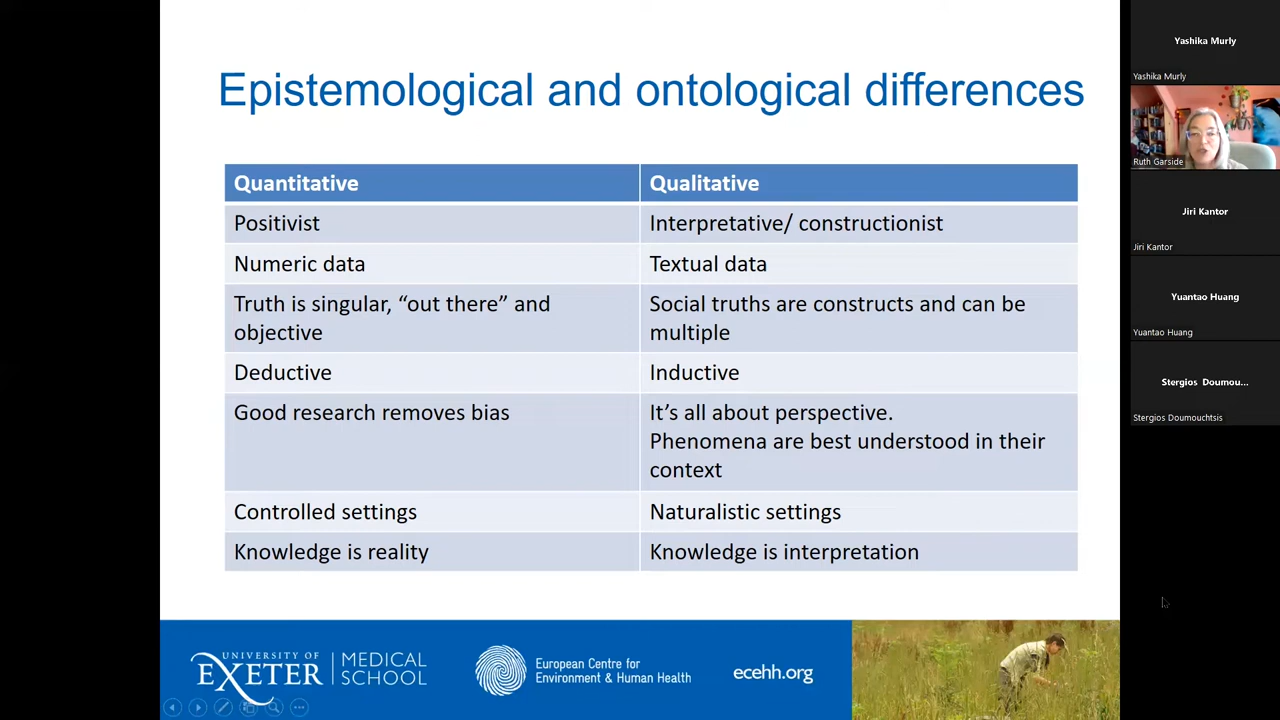 Epistemological and ontological differences
Quantitative
Qualitative
Positivist
Interpretative/ constructionist
Numeric data
Textual data
Truth is singular, “out there” and
objective
Social truths are constructs and can be
multiple
Deductive
Inductive
Good research removes bias
It’s all about perspective.
Phenomena are best understood in their
context
Controlled settings
Naturalistic settings
Knowledge is reality
Knowledge is interpretation
UNIVERSITY OF
EXETER
MEDICAL
SCHOOL
European Centre for
Environment & Human Health
ecehh.org
Yashika Murly
Yashika Murly
Ruth Garside
Jiri Kantor
Jiri Kantor
Yuantao Huang
Yuantao Huang
Stergios Doumou...
Stergios Doumouchtsis